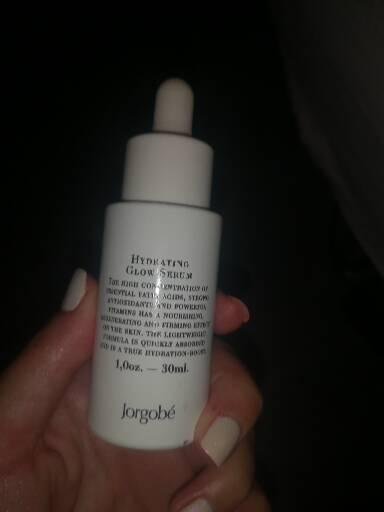 HYDRATING
GLOW SERUM
THE HIGH CONCENTRATION OF
ESSENTIAL FATTY ACIDS, STRONG
ANTIOXIDANTS AND POWERFUL
VITAMINS HAS A NOURISHING,
REGENERATING AND FIRMING EFFECT
ON THE SKIN. THE LIGHTWEIGHT
FORMULA IS QUICKLY ABSORBED
AND IS A TRUE HYDRATION-BOOST.
1,0oz. — 30ml.
Jorgobé